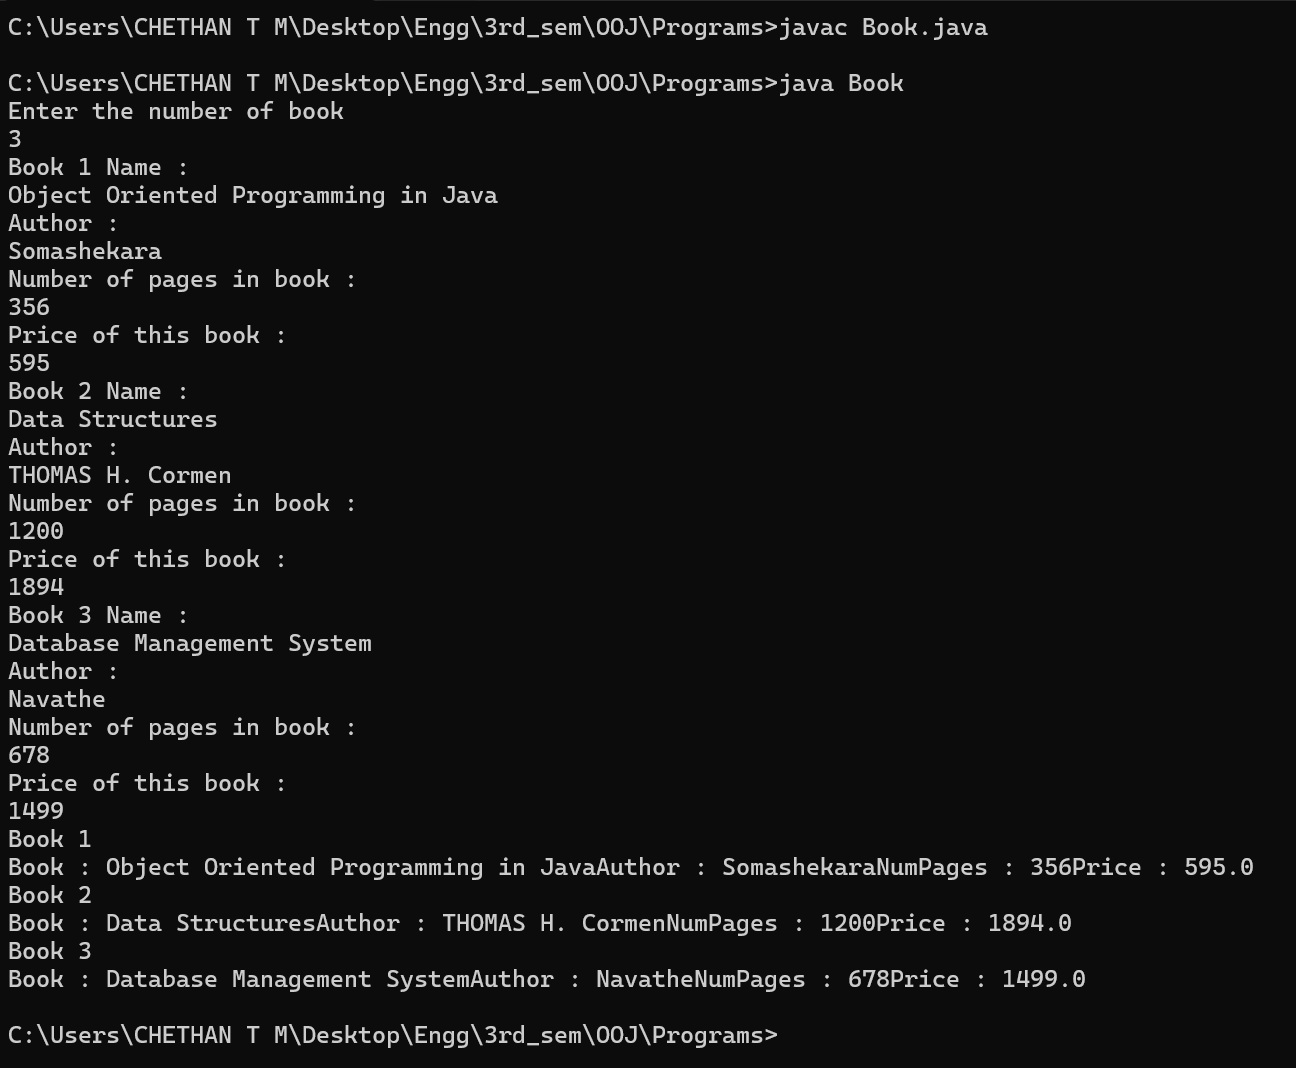 C:\Users\CHETHAN T M\Desktop\Engg\3rd_sem\OOJ\Programs>javac Book.java
C:\Users\CHETHAN T M\Desktop\Engg\3rd_sem\OOJ\Programs>java Book
Enter the number of book
3
Book 1 Name :
Object Oriented Programming in Java
Author :
Somashekara
Number of pages in book :
356
Price of this book :
595
Book 2 Name :
Data Structures
Author :
THOMAS H. Cormen
Number of pages in book :
1200
Price of this book :
1894
Book 3 Name :
Database Management System
Author :
Navathe
Number of pages in book :
678
Price of this book :
1499
Book 1
Book : Object Oriented Programming in JavaAuthor : SomashekaraNumPages : 356Price : 595.0
Book 2
Book : Data StructuresAuthor : THOMAS H. CormenNumPages : 1200Price : 1894.0
Book 3
Book : Database Management SystemAuthor : NavatheNumPages : 678Price : 1499.0
C:\Users\CHETHAN T M\Desktop\Engg\3rd_sem\OOJ\Programs>